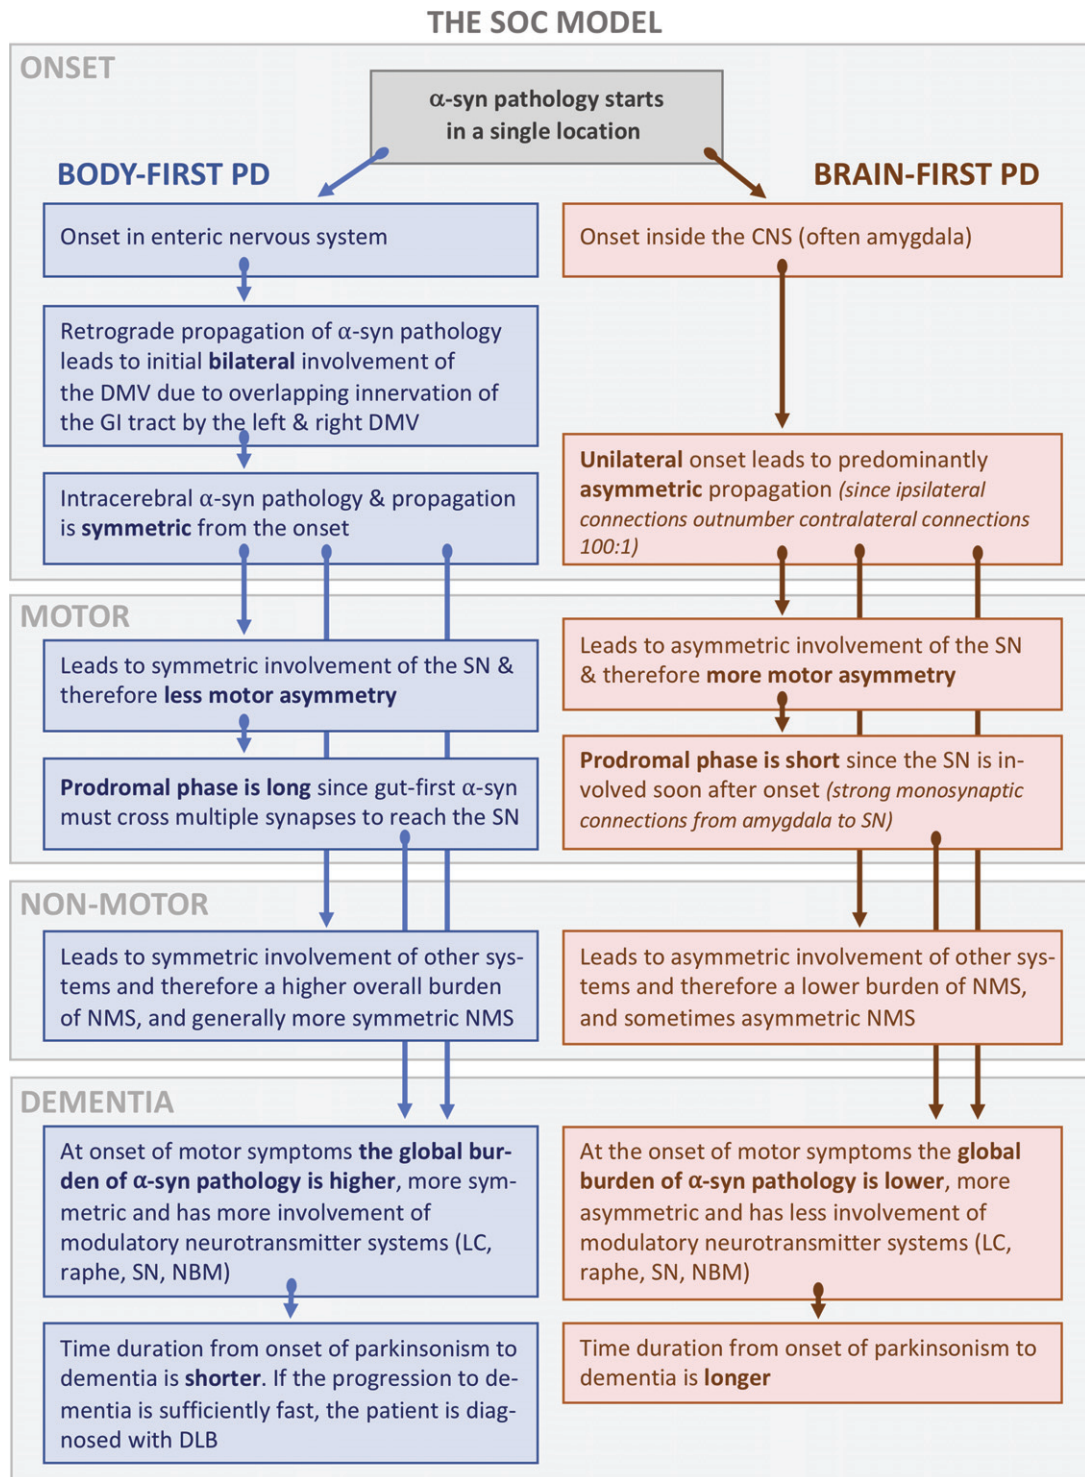 THE SOC MODEL
ONSET
α-syn pathology starts
in a single location
BODY-FIRST PD
BRAIN-FIRST PD
Onset in enteric nervous system
Onset inside the CNS (often amygdala)
Retrograde propagation of α-syn pathology
leads to initial bilateral involvement of
the DMV due to overlapping innervation of
the GI tract by the left & right DMV
Intracerebral α-syn pathology & propagation
is symmetric from the onset
Unilateral onset leads to predominantly
asymmetric propagation (since ipsilateral
connections outnumber contralateral connections
100:1)
MOTOR
Leads to symmetric involvement of the SN &
therefore less motor asymmetry
Leads to asymmetric involvement of the SN
& therefore more motor asymmetry
Prodromal phase is long since gut-first α-syn
must cross multiple synapses to reach the SN
Prodromal phase is short since the SN is in-
volved soon after onset (strong monosynaptic
connections from amygdala to SN)
NON-MOTOR
Leads to symmetric involvement of other sys-
tems and therefore a higher overall burden
of NMS, and generally more symmetric NMS
Leads to asymmetric involvement of other sys-
tems and therefore a lower burden of NMS,
and sometimes asymmetric NMS
DEMENTIA
At onset of motor symptoms the global bur-
den of α-syn pathology is higher, more sym-
metric and has more involvement of
modulatory neurotransmitter systems (LC,
raphe, SN, NBM)
At the onset of motor symptoms the global
burden of α-syn pathology is lower, more
asymmetric and has less involvement of
modulatory neurotransmitter systems (LC,
raphe, SN, NBM)
Time duration from onset of parkinsonism to
dementia is shorter. If the progression to de-
mentia is sufficiently fast, the patient is diag-
nosed with DLB
Time duration from onset of parkinsonism to
dementia is longer